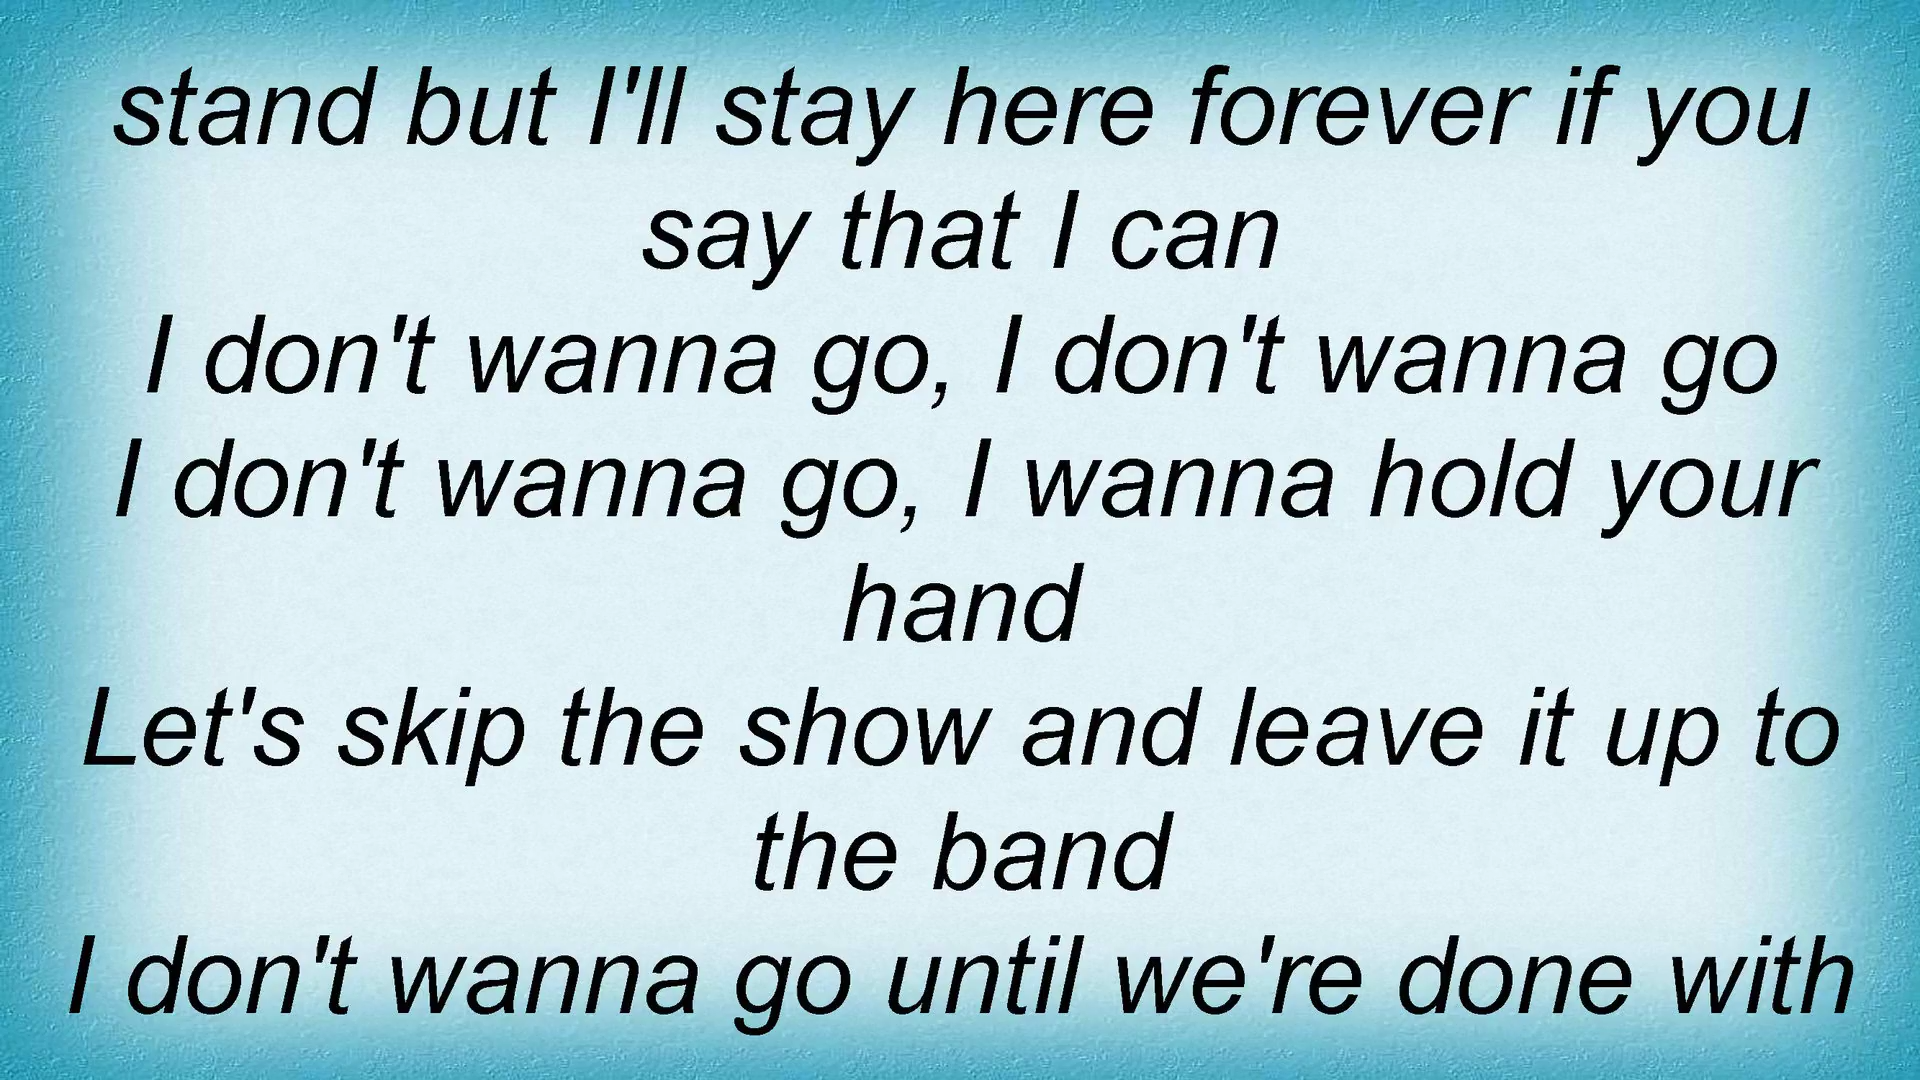 stand but I'll stay here forever if you
say that I can
I don't wanna go, I don't wanna go
I don't wanna go, I wanna hold your
hand
Let's skip the show and leave it up to
the band
I don't wanna go until we're done with